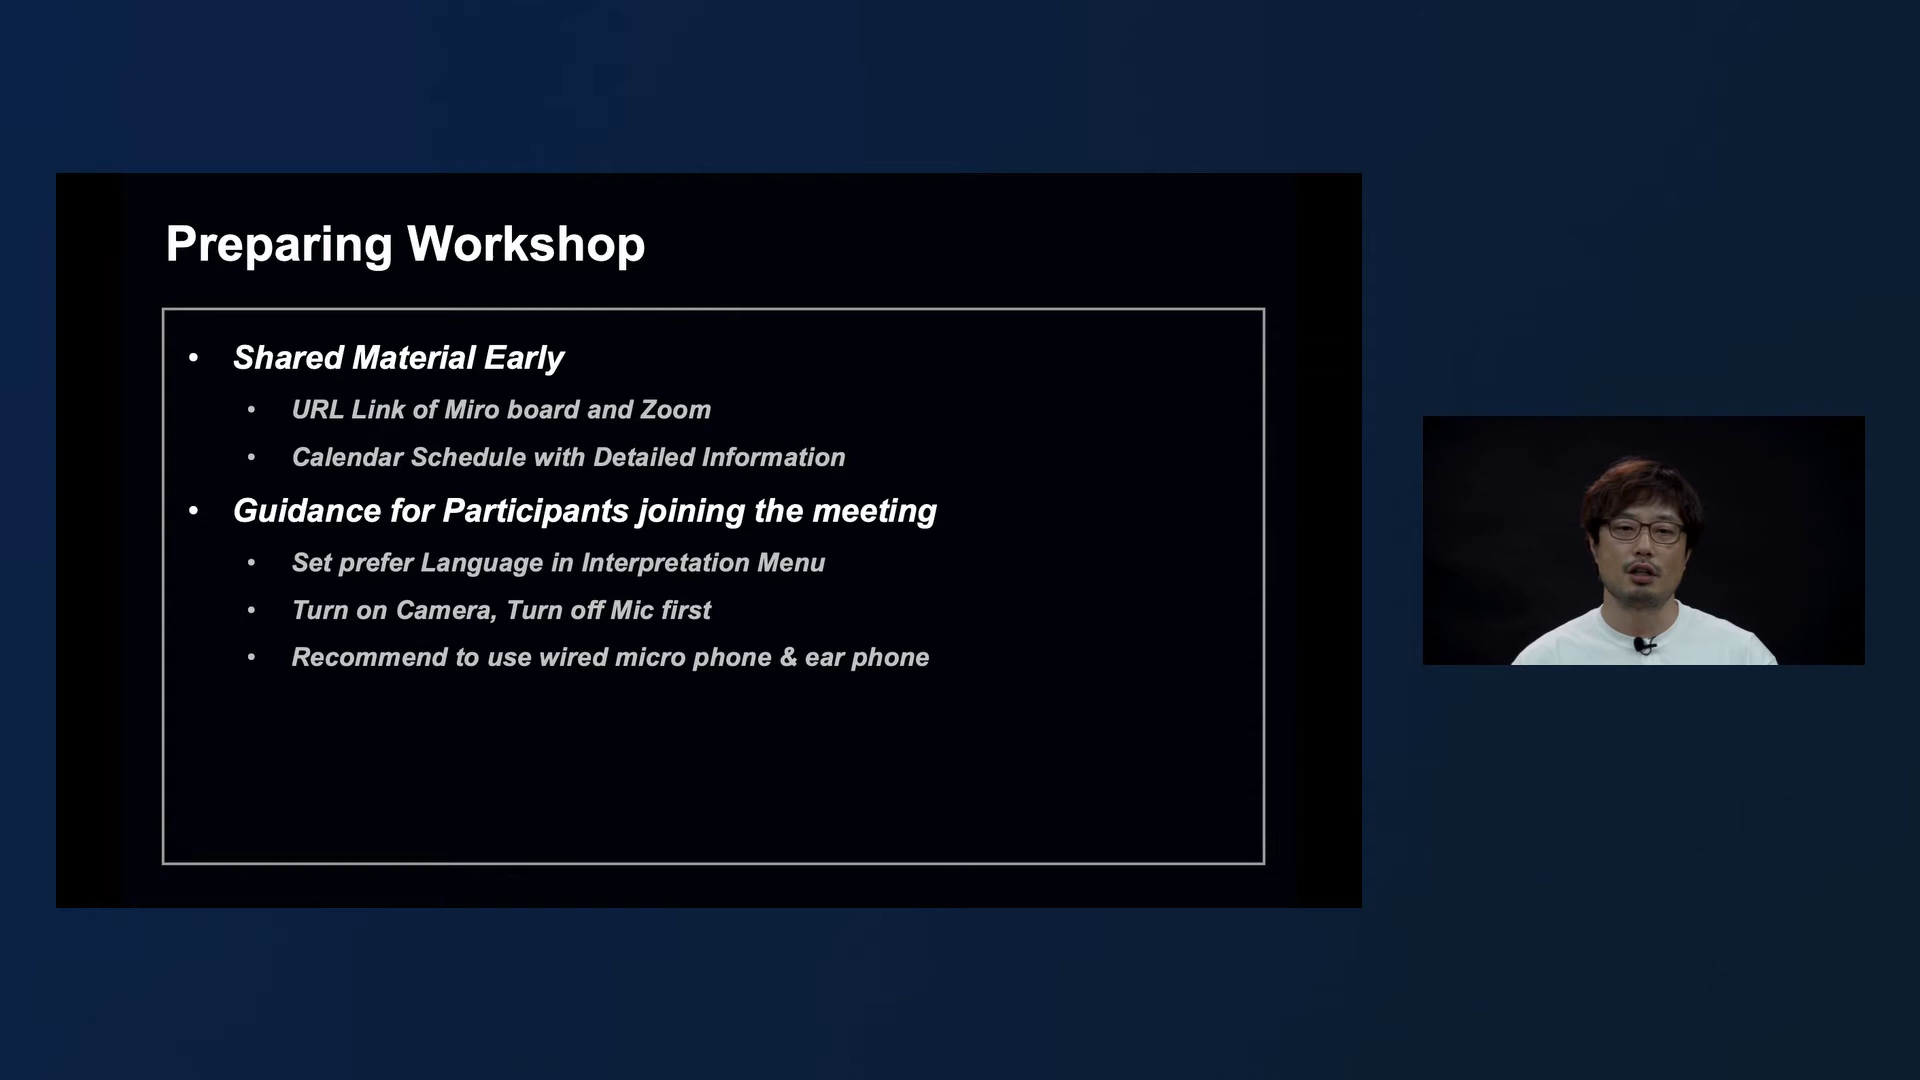 Preparing Workshop
• Shared Material Early
• URL Link of Miro board and Zoom
• Calendar Schedule with Detailed Information
• Guidance for Participants joining the meeting
• Set prefer Language in Interpretation Menu
• Turn on Camera, Turn off Mic first
• Recommend to use wired micro phone & ear phone